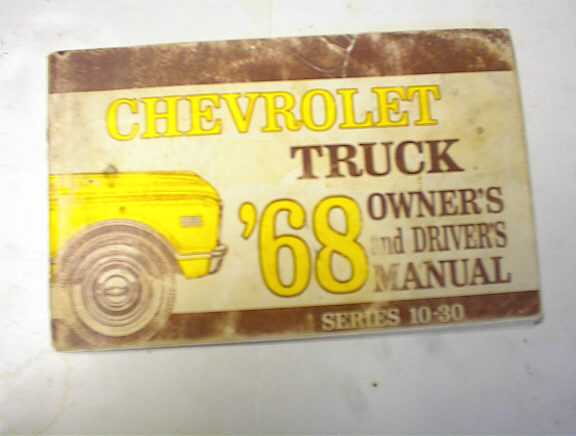 CHEVROLET
TRUCK
'68 OWNER'S
and DRIVER'S
MANUAL
SERIES 10-30